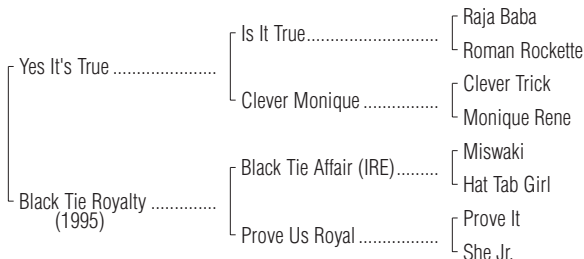 Raja Baba
Is It True
Roman Rockette
Yes It's True
Clever Trick
Clever Monique
Monique Rene
Miswaki
Black Tie Affair (IRE)
Hat Tab Girl
Black Tie Royalty
(1995)
Prove It
Prove Us Royal
She Jr.